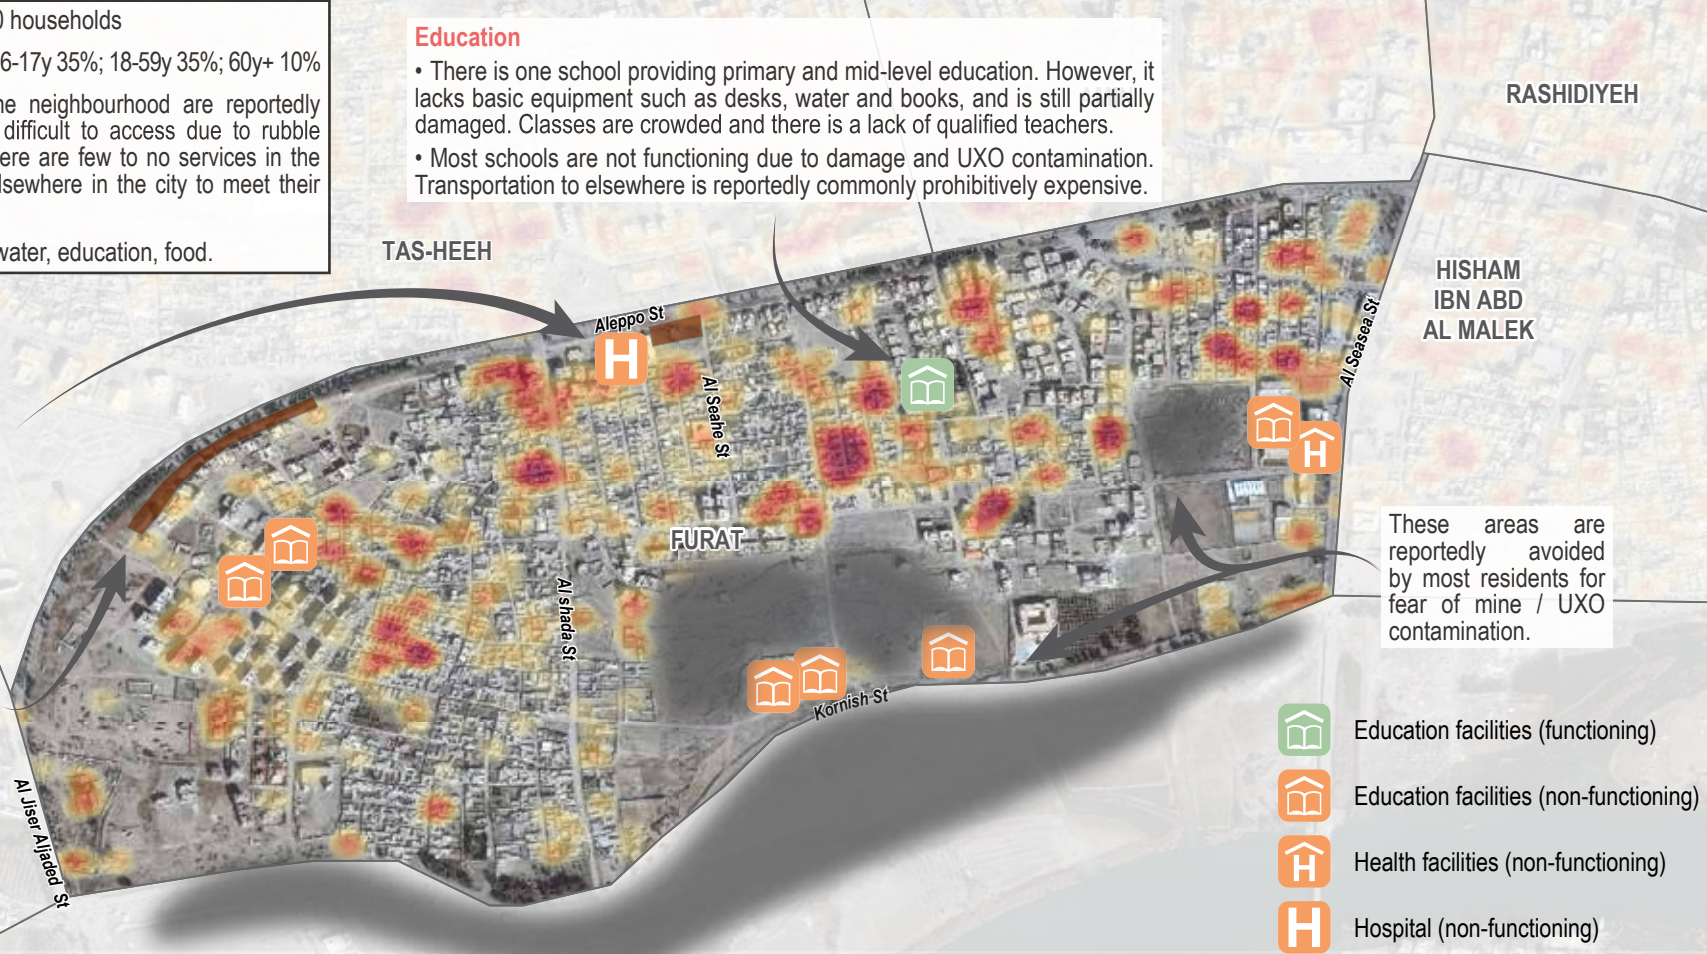 0 households
6-17y 35%; 18-59y 35%; 60y+ 10%
ne neighbourhood are reportedly
difficult to access due to rubble
ere are few to no services in the
lsewhere in the city to meet their
water, education, food.
Education
• There is one school providing primary and mid-level education. However, it
lacks basic equipment such as desks, water and books, and is still partially
damaged. Classes are crowded and there is a lack of qualified teachers.
• Most schools are not functioning due to damage and UXO contamination.
Transportation to elsewhere is reportedly commonly prohibitively expensive.
RASHIDIYEH
TAS-HEEH
HISHAM
IBN ABD
AL MALEK
Aleppo St
H
Al Seasea St
Al Seahe St
H
FURAT
These areas are
reportedly avoided
by most residents for
fear of mine / UXO
contamination.
Al shada St
Kornish St
Al Jiser Aljaded St
Education facilities (functioning)
Education facilities (non-functioning)
H Health facilities (non-functioning)
H Hospital (non-functioning)